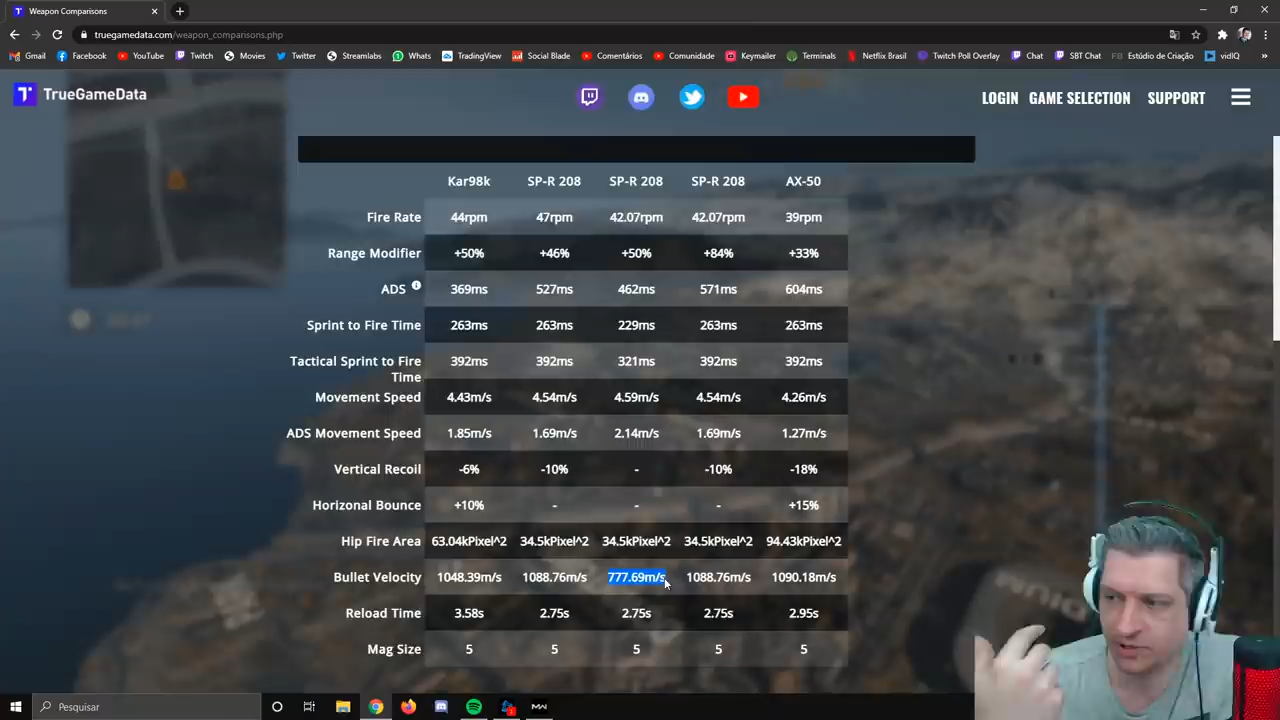 Weapon Comparisons
truegamedata.com/weapon_comparisons.php
Gmail Facebook YouTube Twitch Movies Twitter Streamlabs Whats TradingView Social Blade Comentários Comunidade Keymailer Terminals Netflix Brasil Twitch Poll Overlay Chat SBT Chat FB Estúdio de Criação vidIQ »
TrueGameData
LOGIN GAME SELECTION SUPPORT
Kar98k SP-R 208 SP-R 208 SP-R 208 AX-50
Fire Rate 44rpm 47rpm 42.07rpm 42.07rpm 39rpm
Range Modifier +50% +46% +50% +84% +33%
ADS 369ms 527ms 462ms 571ms 604ms
Sprint to Fire Time 263ms 263ms 229ms 263ms 263ms
Tactical Sprint to Fire
Time 392ms 392ms 321ms 392ms 392ms
Movement Speed 4.43m/s 4.54m/s 4.59m/s 4.54m/s 4.26m/s
ADS Movement Speed 1.85m/s 1.69m/s 2.14m/s 1.69m/s 1.27m/s
Vertical Recoil -6% -10% - -10% -18%
Horizonal Bounce +10% - - - +15%
Hip Fire Area 63.04kPixel^2 34.5kPixel^2 34.5kPixel^2 34.5kPixel^2 94.43kPixel^2
Bullet Velocity 1048.39m/s 1088.76m/s 777.69m/s 1088.76m/s 1090.18m/s
Reload Time 3.58s 2.75s 2.75s 2.75s 2.95s
Mag Size 5 5 5 5 5
Pesquisar